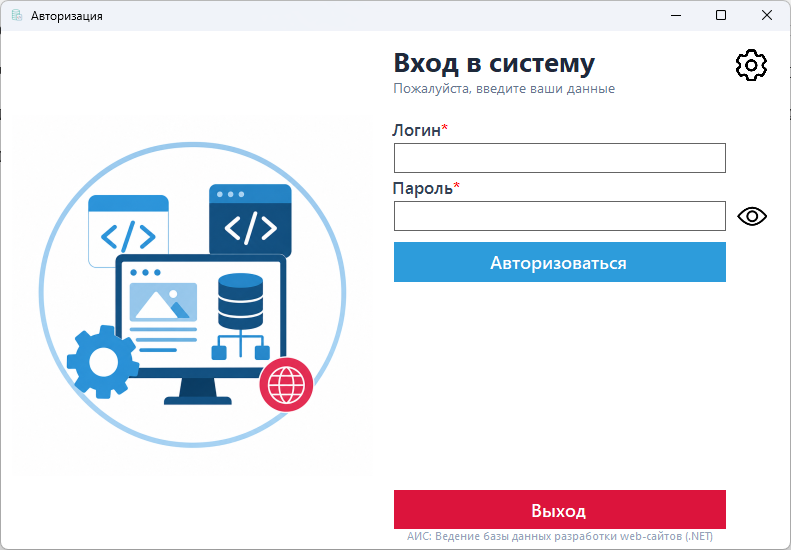 Авторизация
Вход в систему
Пожалуйста, введите ваши данные
Логин*
Пароль*
Авторизоваться
Выход
АИС: Ведение базы данных разработки web-сайтов (.NET)